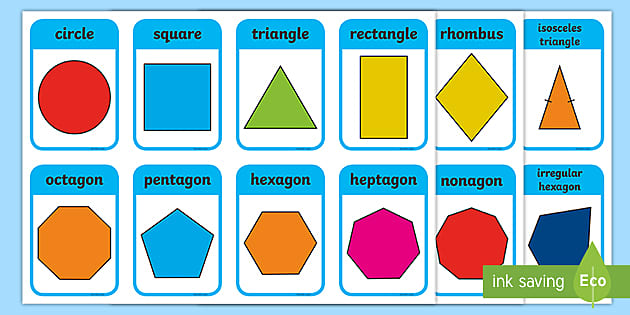 circle
square
triangle
rectangle
rhombus
isosceles
triangle
octagon
pentagon
hexagon
heptagon
nonagon
irregular
hexagon
ink saving
Eco